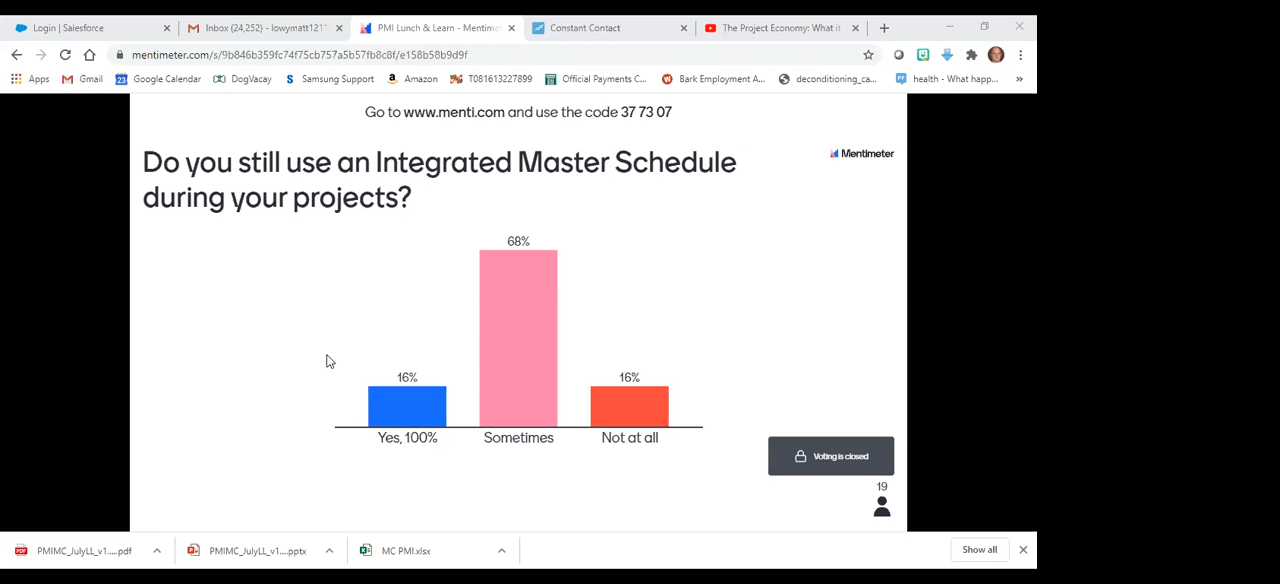 Login | Salesforce
Inbox (24,252) - lowymatt121
PMI Lunch & Learn - Mentime
Constant Contact
The Project Economy: What it
mentimeter.com/s/9b846b359fc74f75cb757a5b57fb8c8f/e158b58b9d9f
Apps
Gmail
23
Google Calendar
DogVacay
S
Samsung Support
a
Amazon
T081613227899
Official Payments C...
Bark Employment A...
deconditioning_ca...
health - What happ...
»
Go to www.menti.com and use the code 37 73 07
Do you still use an Integrated Master Schedule
during your projects?
Mentimeter
68%
16%
16%
Yes, 100%
Sometimes
Not at all
Voting is closed
19
PMIMC_JulyLL_v1....pdf
PMIMC_JulyLL_v1....pptx
MC PMI.xlsx
Show all